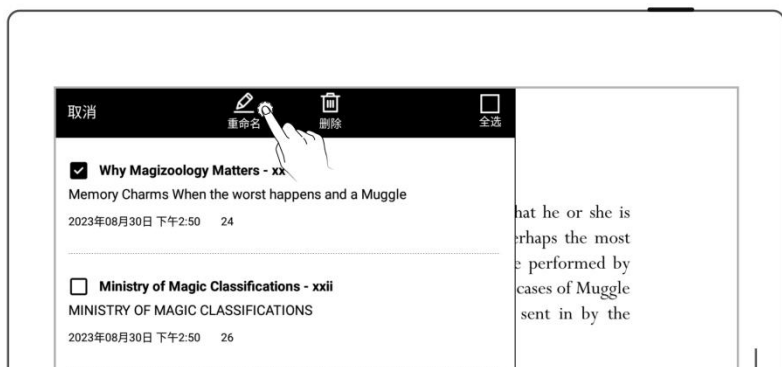 取消
重命名
删除
全选
Why Magizoology Matters - xx
Memory Charms When the worst happens and a Muggle
2023年08月30日 下午2:50 24
Ministry of Magic Classifications - xxii
MINISTRY OF MAGIC CLASSIFICATIONS
2023年08月30日 下午2:50 26
he or she is
the most
performed by
cases of Muggle
sent in by the